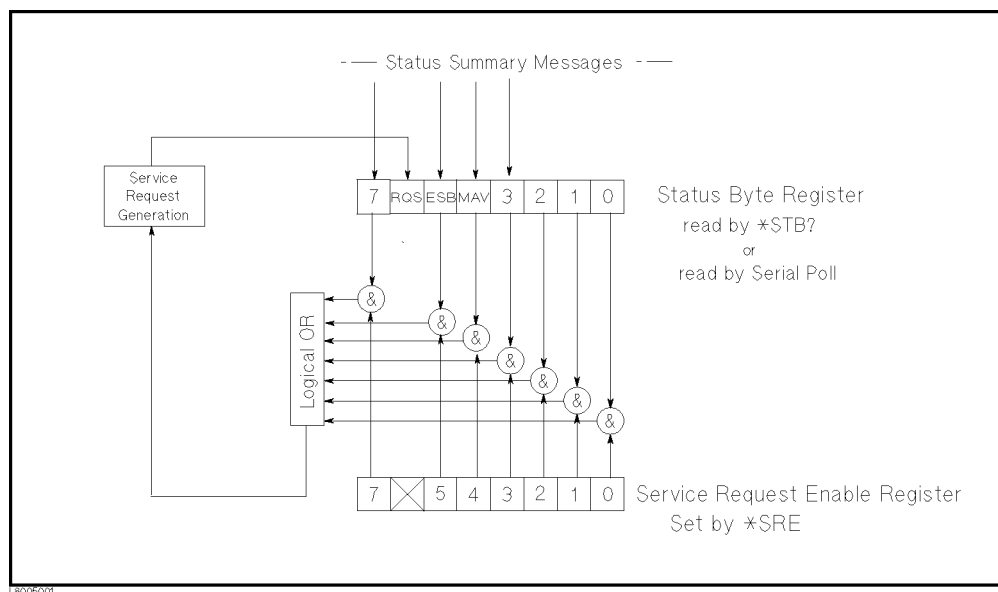 Status Summary Messages
Service
Request
Generation
7 RQS ESB MAV 3 2 1 0
Status Byte Register
read by *STB?
or
read by Serial Poll
&
&
&
&
&
&
&
Logical OR
7 5 4 3 2 1 0
Service Request Enable Register
Set by *SRE
8005001